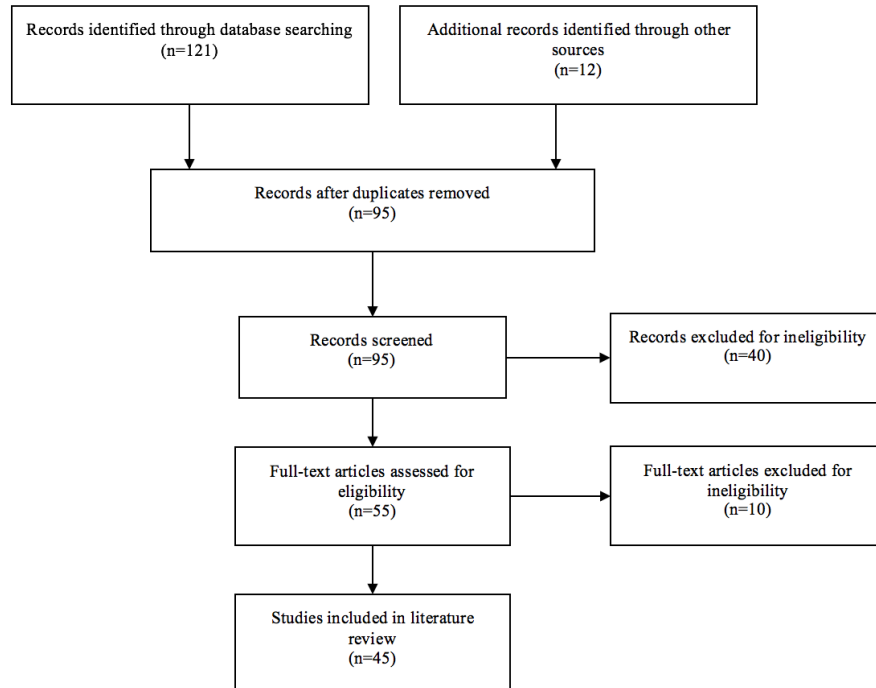 Records identified through database searching
(n=121)
Additional records identified through other
sources
(n=12)
Records after duplicates removed
(n=95)
Records screened
(n=95)
Records excluded for ineligibility
(n=40)
Full-text articles assessed for
eligibility
(n=55)
Full-text articles excluded for
ineligibility
(n=10)
Studies included in literature
review
(n=45)